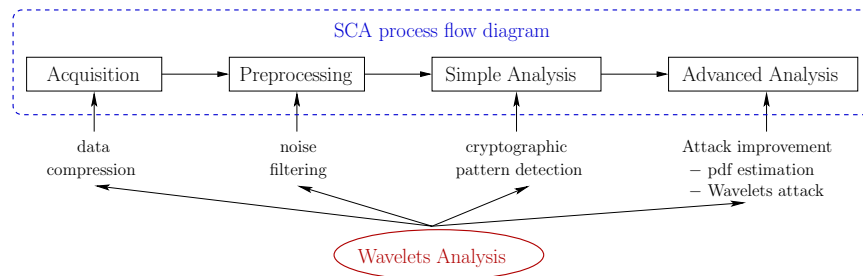 SCA process flow diagram
Acquisition
Preprocessing
Simple Analysis
Advanced Analysis
data
compression
noise
filtering
cryptographic
pattern detection
Attack improvement
− pdf estimation
− Wavelets attack
Wavelets Analysis